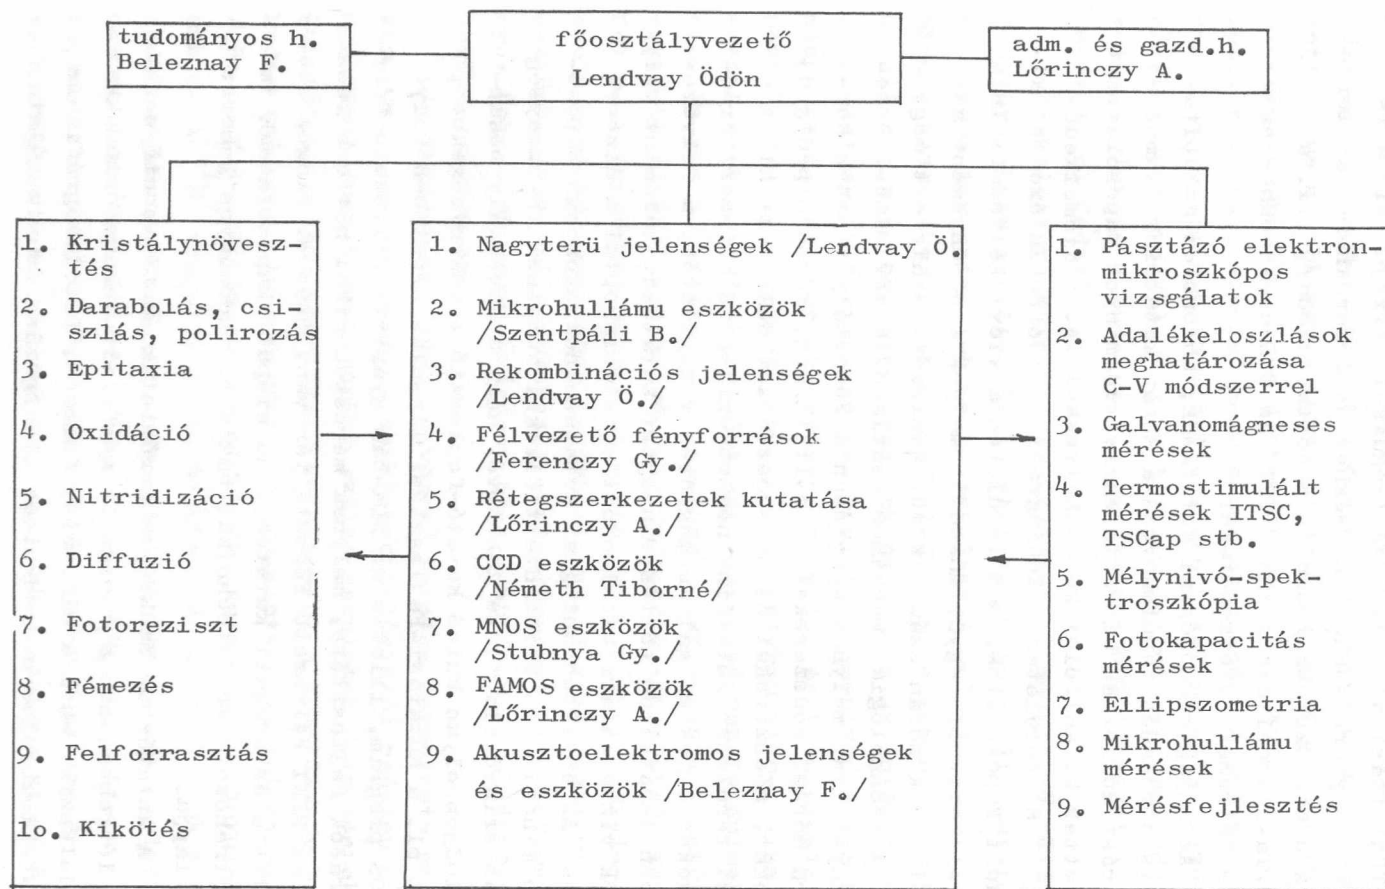 tudományos h.
Beleznay F.
főosztályvezető
Lendvay Ödön
adm. és gazd.h.
Lőrinczy A.
1. Kristálynövesz-
tés
2. Darabolás, csi-
szlás, polirozás
3. Epitaxia
4. Oxidáció
5. Nitridizáció
6. Diffuzió
7. Fotoreziszt
8. Fémezés
9. Felforrasztás
1o. Kikötés
1. Nagyterü jelenségek /Lendvay Ö.
2. Mikrohullámu eszközök
/Szentpáli B./
3. Rekombinációs jelenségek
/Lendvay Ö./
4. Félvezető fényforrások
/Ferenczy Gy./
5. Rétegszerkezetek kutatása
/Lőrinczy A./
6. CCD eszközök
/Németh Tiborné/
7. MNOS eszközök
/Stubnya Gy./
8. FAMOS eszközök
/Lőrinczy A./
9. Akusztoelektromos jelenségek
és eszközök /Beleznay F./
1. Pásztázó elektron-
mikroszkópos
vizsgálatok
2. Adalékeloszlások
meghatározása
C-V módszerrel
3. Galvanomágneses
mérések
4. Termostimulált
mérések ITSC,
TSCap stb.
5. Mélynivó-spek-
troszkópia
6. Fotokapacitás
mérések
7. Ellipszometria
8. Mikrohullámu
mérések
9. Mérésfejlesztés